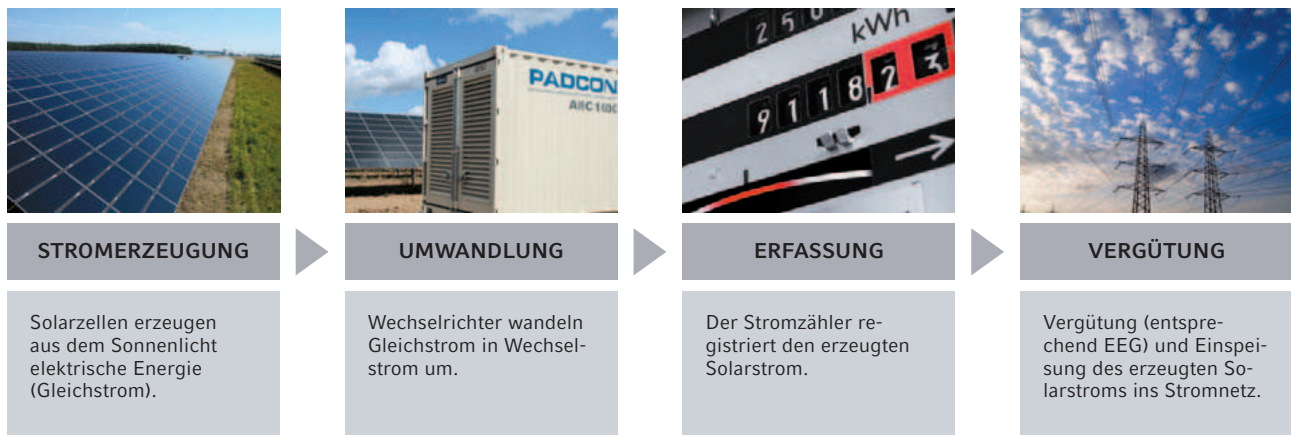 PADCON
250
kWh
9118 23
STROMERZEUGUNG
UMWANDLUNG
ERFASSUNG
VERGÜTUNG
Solarzellen erzeugen
aus dem Sonnenlicht
elektrische Energie
(Gleichstrom).
Wechselrichter wandeln
Gleichstrom in Wechsel-
strom um.
Der Stromzähler re-
gistriert den erzeugten
Solarstrom.
Vergütung (entspre-
chend EEG) und Einspei-
sung des erzeugten So-
larstroms ins Stromnetz.